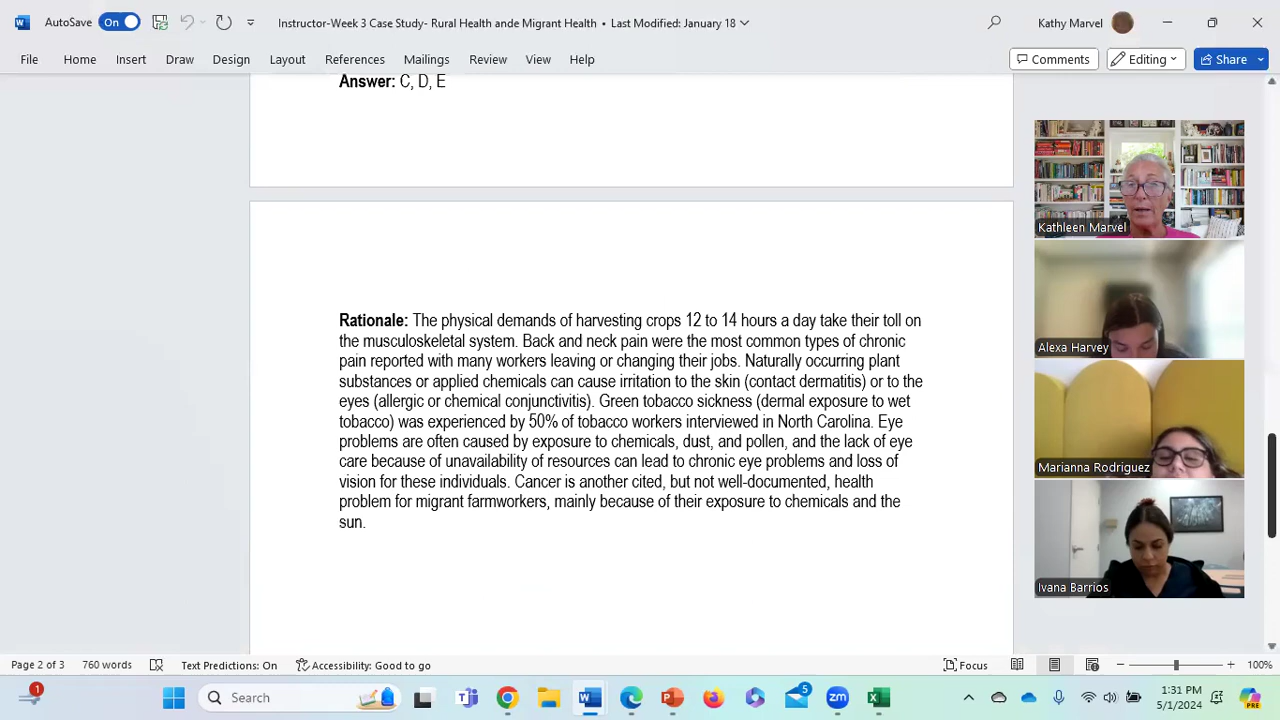 AutoSave
On
Instructor-Week 3 Case Study- Rural Health ande Migrant Health • Last Modified: January 18
Kathy Marvel
File
Home
Insert
Draw
Design
Layout
References
Mailings
Review
View
Help
Comments
Editing
Share
Answer: C, D, E
Rationale: The physical demands of harvesting crops 12 to 14 hours a day take their toll on
the musculoskeletal system. Back and neck pain were the most common types of chronic
pain reported with many workers leaving or changing their jobs. Naturally occurring plant
substances or applied chemicals can cause irritation to the skin (contact dermatitis) or to the
eyes (allergic or chemical conjunctivitis). Green tobacco sickness (dermal exposure to wet
tobacco) was experienced by 50% of tobacco workers interviewed in North Carolina. Eye
problems are often caused by exposure to chemicals, dust, and pollen, and the lack of eye
care because of unavailability of resources can lead to chronic eye problems and loss of
vision for these individuals. Cancer is another cited, but not well-documented, health
problem for migrant farmworkers, mainly because of their exposure to chemicals and the
sun.
Kathleen Marvel
Alexa Harvey
Marianna Rodriguez
Ivana Barrios
Page 2 of 3
760 words
Text Predictions: On
Accessibility: Good to go
Focus
100%
1
Search
5
zm
1:31 PM
5/1/2024
PRE